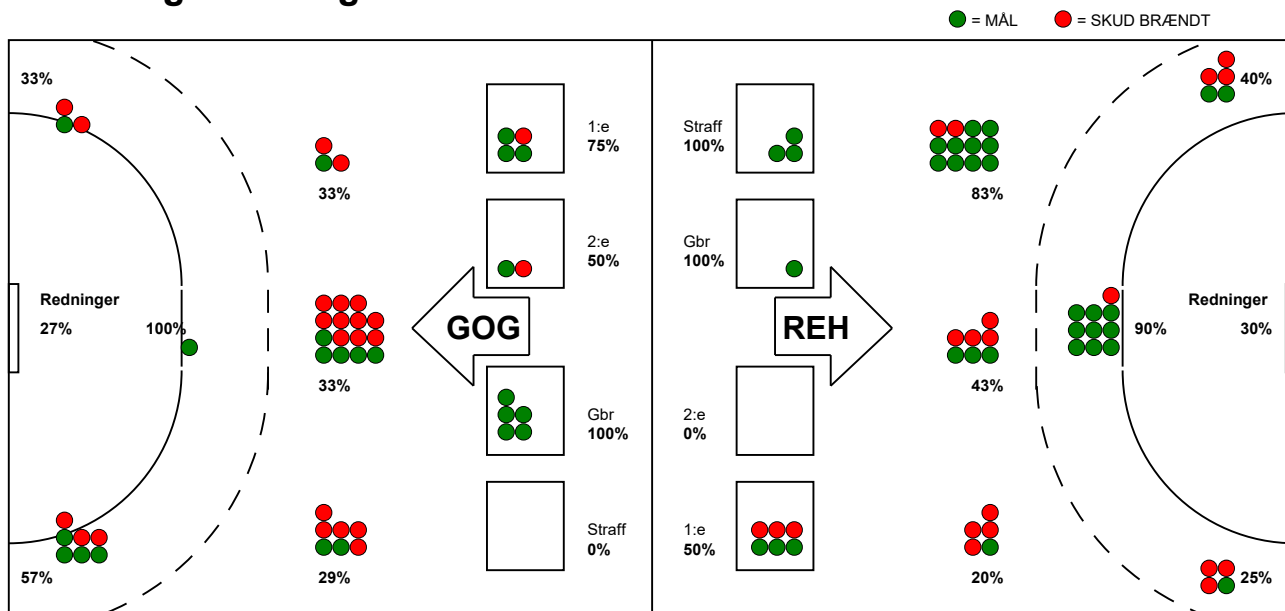 = MÅL = SKUD BRÆNDT
33%
1:e
75%
33%
2:e
50%
Redninger
27%
100%
GOG
33%
Gbr
100%
57%
29%
Straff
0%
Straff
100%
83%
40%
Gbr
100%
REH
43%
90%
Redninger
30%
2:e
0%
1:e
50%
20%
25%